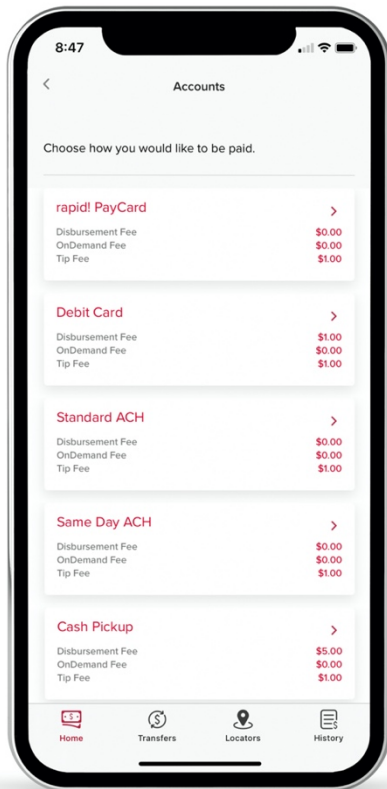 8:47
Accounts
Choose how you would like to be paid.
rapid! PayCard
Disbursement Fee $0.00
OnDemand Fee $0.00
Tip Fee $1.00
Debit Card
Disbursement Fee $1.00
OnDemand Fee $0.00
Tip Fee $1.00
Standard ACH
Disbursement Fee $0.00
OnDemand Fee $0.00
Tip Fee $1.00
Same Day ACH
Disbursement Fee $0.00
OnDemand Fee $0.00
Tip Fee $1.00
Cash Pickup
Disbursement Fee $5.00
OnDemand Fee $0.00
Tip Fee $1.00
Home Transfers Locators History